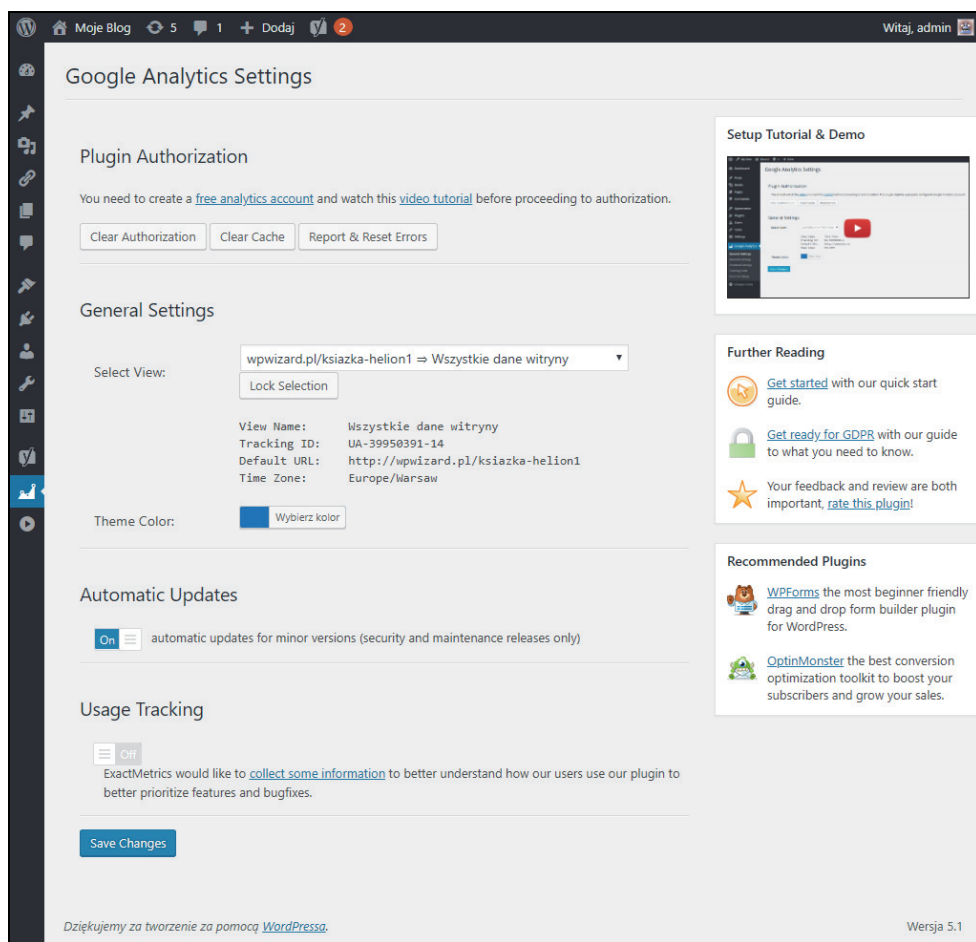 Moje Blog 5 1 Dodaj 2 Witaj, admin
Google Analytics Settings
Plugin Authorization
You need to create a free analytics account and watch this video tutorial before proceeding to authorization.
Clear Authorization Clear Cache Report & Reset Errors
General Settings
Select View: wpwizard.pl/ksiazka-helion1 ⇒ Wszystkie dane witryny
Lock Selection
View Name: Wszystkie dane witryny
Tracking ID: UA-39950391-14
Default URL: http://wpwizard.pl/ksiazka-helion1
Time Zone: Europe/Warsaw
Theme Color: Wybierz kolor
Automatic Updates
On automatic updates for minor versions (security and maintenance releases only)
Usage Tracking
Off
ExactMetrics would like to collect some information to better understand how our users use our plugin to
better prioritize features and bugfixes.
Save Changes
Setup Tutorial & Demo
Google Analytics Settings
Plugin Authorization
General Settings
Further Reading
Get started with our quick start
guide.
Get ready for GDPR with our guide
to what you need to know.
Your feedback and review are both
important, rate this plugin!
Recommended Plugins
WPForms the most beginner friendly
drag and drop form builder plugin
for WordPress.
OptinMonster the best conversion
optimization toolkit to boost your
subscribers and grow your sales.
Dziękujemy za tworzenie za pomocą WordPressa. Wersja 5.1